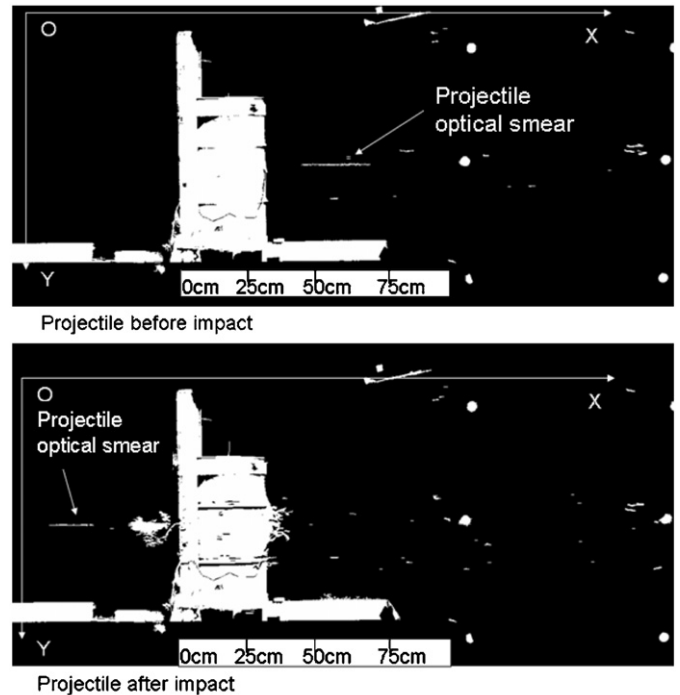 O
X
Projectile
optical smear
Y
0cm 25cm 50cm 75cm
Projectile before impact
O
X
Projectile
optical smear
Y
0cm 25cm 50cm 75cm
Projectile after impact